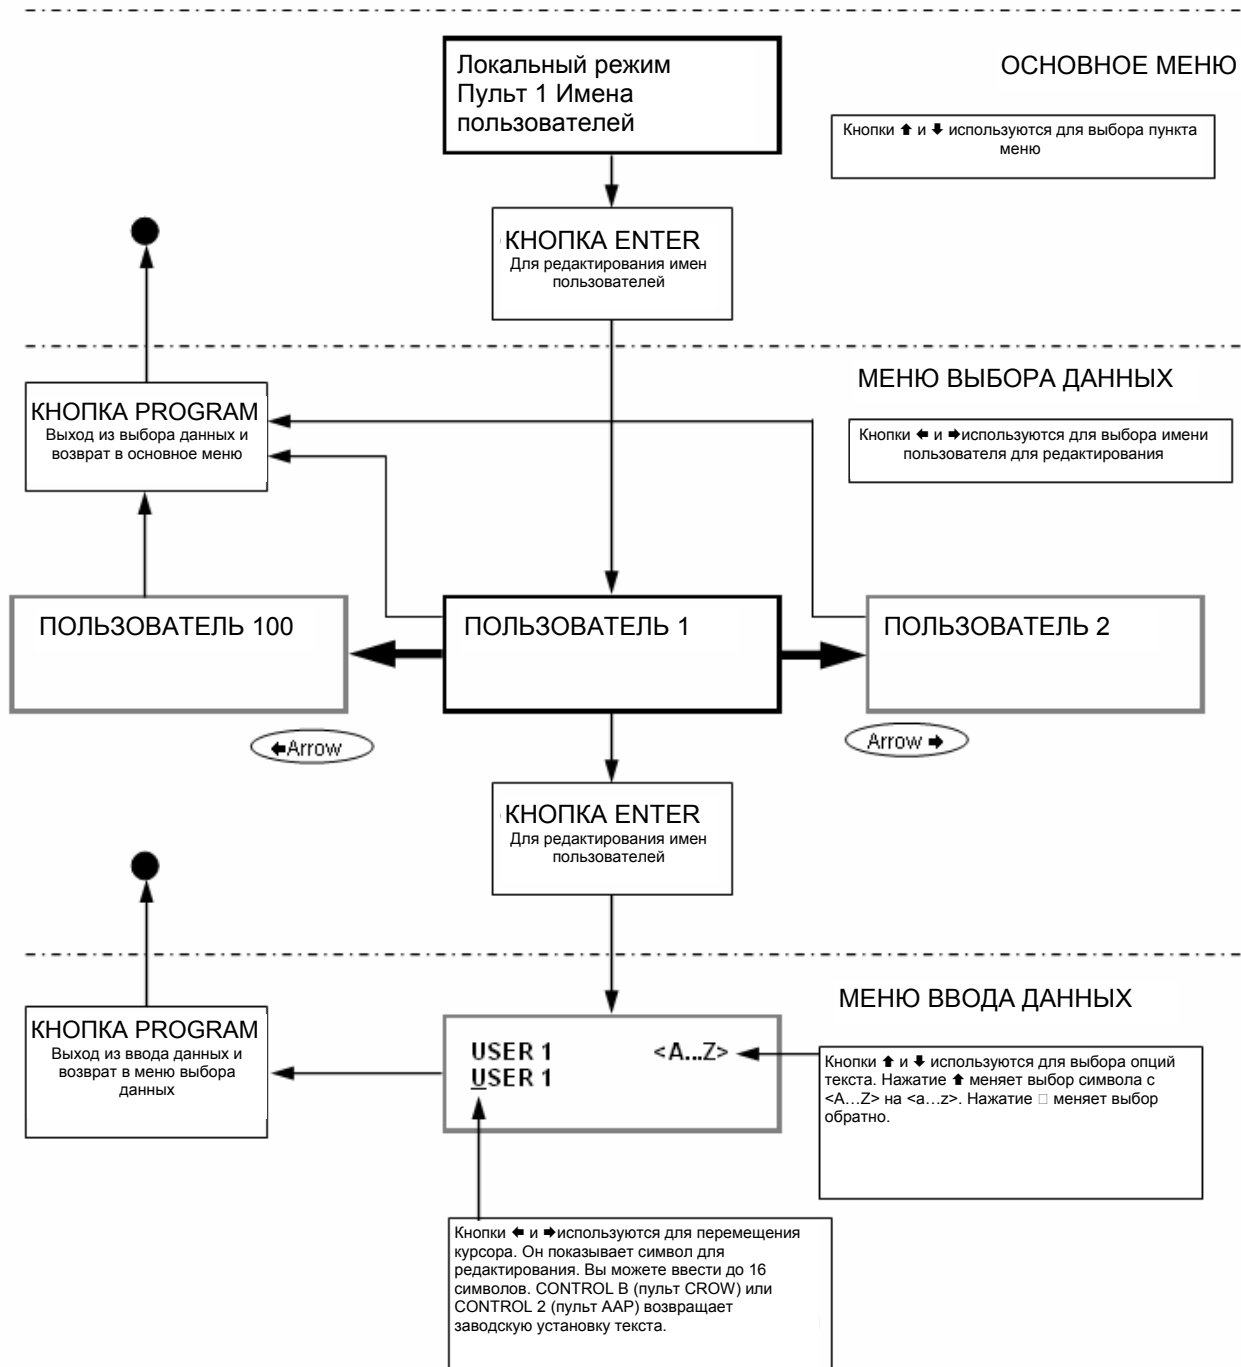 Локальный режим
Пульт 1 Имена
пользователей
ОСНОВНОЕ МЕНЮ
Кнопки ⬆ и ⬇ используются для выбора пункта
меню
КНОПКА ENTER
Для редактирования имен
пользователей
МЕНЮ ВЫБОРА ДАННЫХ
КНОПКА PROGRAM
Выход из выбора данных и
возврат в основное меню
Кнопки ⬅ и ➡используются для выбора имени
пользователя для редактирования
ПОЛЬЗОВАТЕЛЬ 100
ПОЛЬЗОВАТЕЛЬ 1
ПОЛЬЗОВАТЕЛЬ 2
⬅Arrow
Arrow ➡
КНОПКА ENTER
Для редактирования имен
пользователей
МЕНЮ ВВОДА ДАННЫХ
КНОПКА PROGRAM
Выход из ввода данных и
возврат в меню выбора
данных
USER 1 <A...Z>
USER 1
Кнопки ⬆ и ⬇ используются для выбора опций
текста. Нажатие ⬆ меняет выбор символа с
<A…Z> на <a…z>. Нажатие □ меняет выбор
обратно.
Кнопки ⬅ и ➡используются для перемещения
курсора. Он показывает символ для
редактирования. Вы можете ввести до 16
символов. CONTROL B (пульт CROW) или
CONTROL 2 (пульт AAP) возвращает
заводскую установку текста.